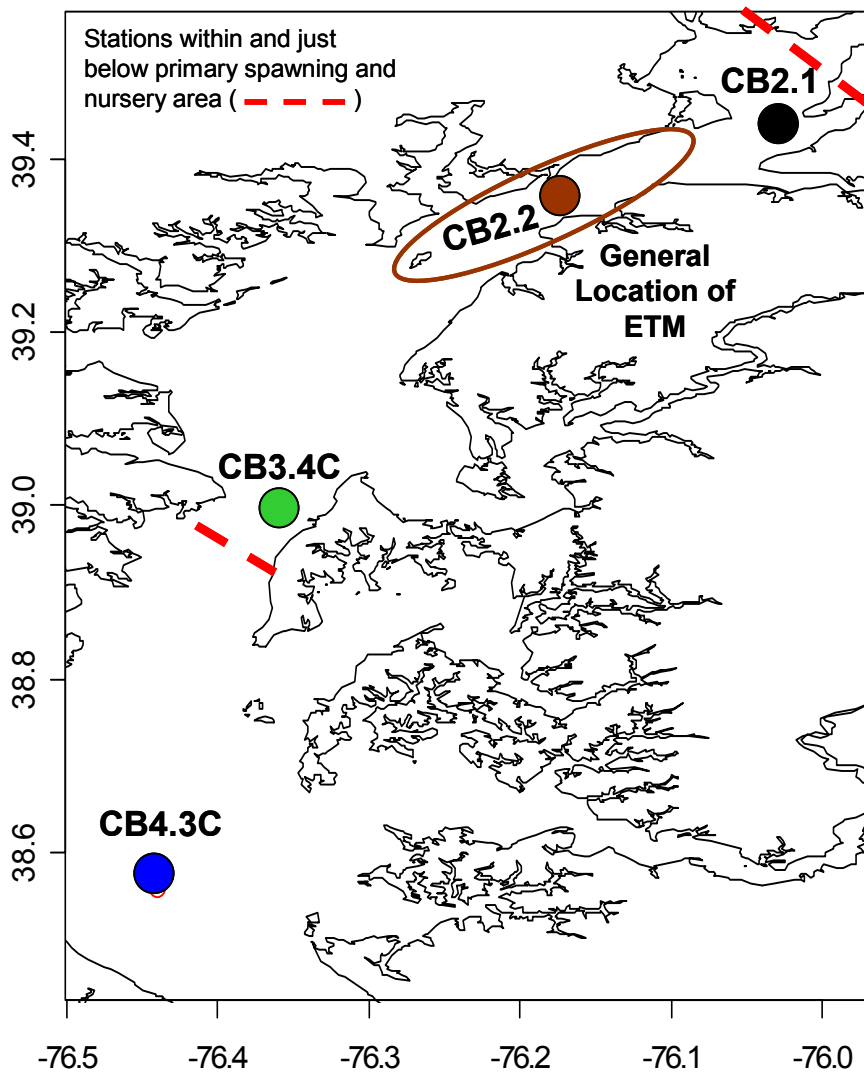 Stations within and just
below primary spawning and
nursery area ( )
CB2.1
CB2.2
General
Location of
ETM
CB3.4C
CB4.3C
39.4
39.2
39.0
38.8
38.6
-76.5 -76.4 -76.3 -76.2 -76.1 -76.0